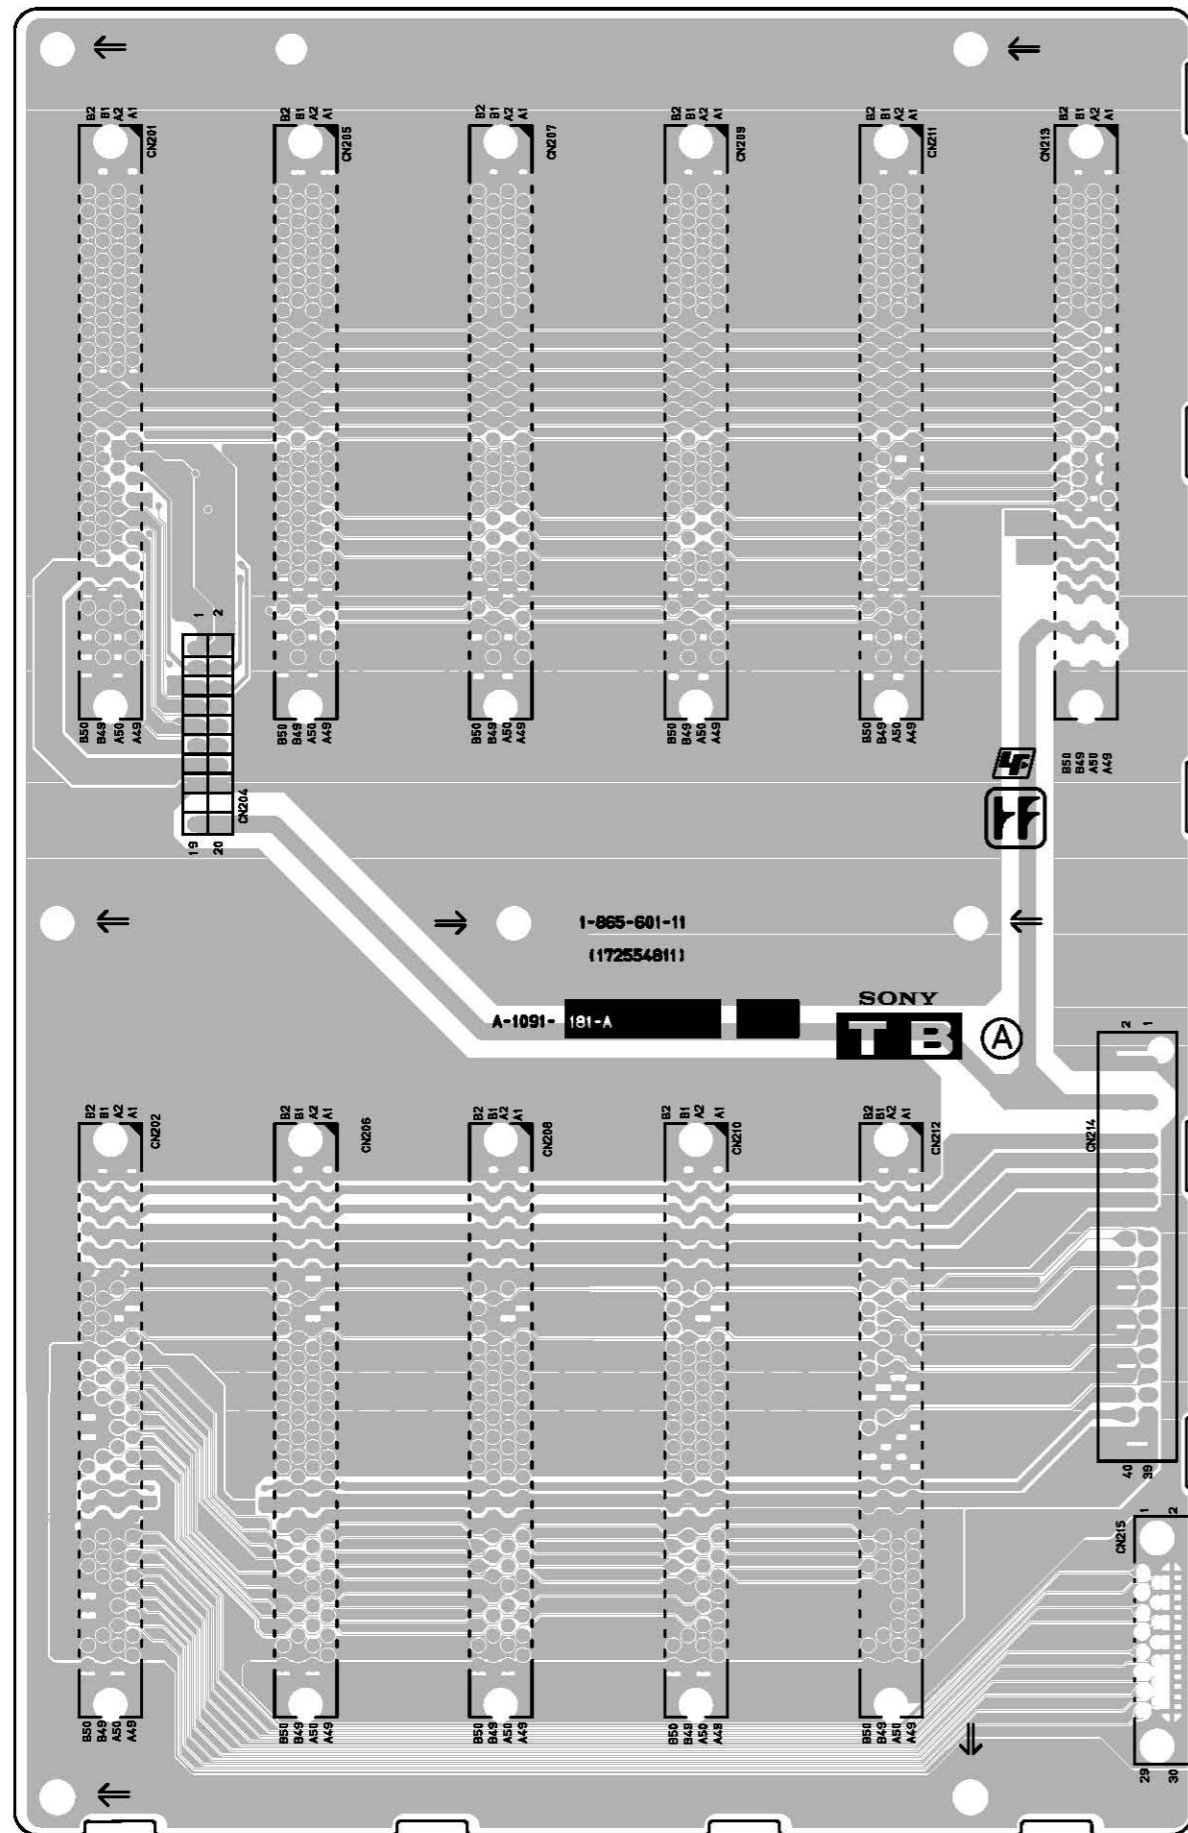 B2 B1 A2 A1
CN201
B2 B1 A2 A1
CN205
B2 B1 A2 A1
CN207
B2 B1 A2 A1
CN209
B2 B1 A2 A1
CN211
B2 B1 A2 A1
CN213
1 2
B50 B49 A50 A49
B50 B49 A50 A49
B50 B49 A50 A49
B50 B49 A50 A49
B50 B49 A50 A49
B50 B49 A50 A49
CN204
19 20
1-865-601-11
(172554811)
SONY
A-1091- 181-A
T B
A
2 1
CN214
B2 B1 A2 A1
CN202
B2 B1 A2 A1
CN206
B2 B1 A2 A1
CN208
B2 B1 A2 A1
CN210
B2 B1 A2 A1
CN212
40 39
1 2
CN215
B50 B49 A50 A49
B50 B49 A50 A49
B50 B49 A50 A49
B50 B49 A50 A49
B50 B49 A50 A49
29 30